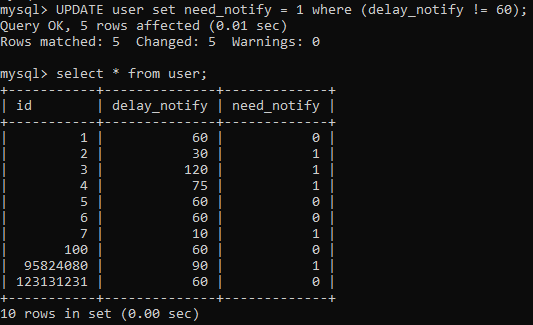 mysql> UPDATE user set need_notify = 1 where (delay_notify != 60);
Query OK, 5 rows affected (0.01 sec)
Rows matched: 5  Changed: 5  Warnings: 0

mysql> select * from user;
+-----------+--------------+-------------+
| id        | delay_notify | need_notify |
+-----------+--------------+-------------+
|         1 |           60 |           0 |
|         2 |           30 |           1 |
|         3 |          120 |           1 |
|         4 |           75 |           1 |
|         5 |           60 |           0 |
|         6 |           60 |           0 |
|         7 |           10 |           1 |
|       100 |           60 |           0 |
|  95824080 |           90 |           1 |
| 123131231 |           60 |           0 |
+-----------+--------------+-------------+
10 rows in set (0.00 sec)